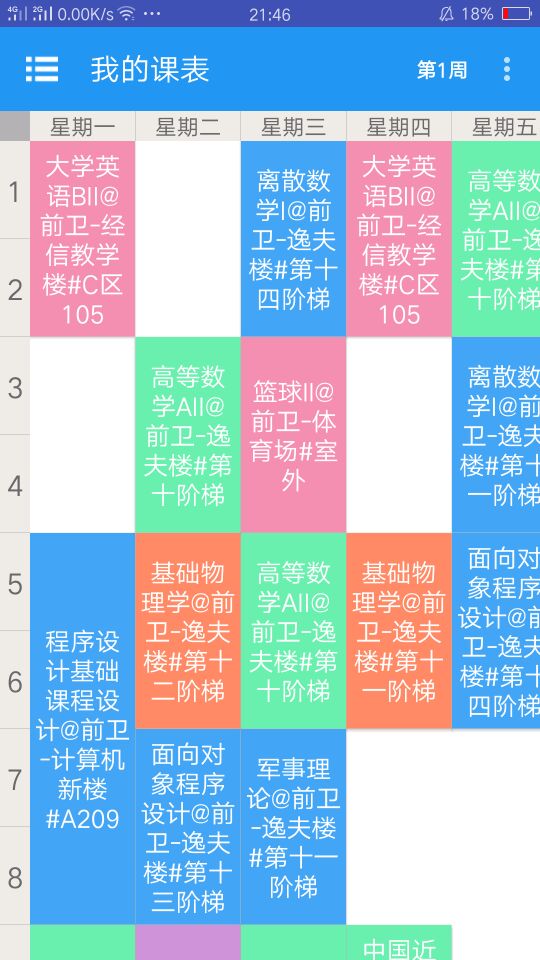 4G 2G 0.00K/s ··· 21:46 18%
我的课表 第1周
星期一 星期二 星期三 星期四 星期五
1
2
3
4
5
6
7
8
大学英
语BII@
前卫-经
信教学
楼#C区
105
程序设
计基础
课程设
计@前卫
-计算机
新楼
#A209
高等数
学AII@
前卫-逸
夫楼#第
十阶梯
基础物
理学@前
卫-逸夫
楼#第十
二阶梯
面向对
象程序
设计@前
卫-逸夫
楼#第十
三阶梯
离散数
学I@前
卫-逸夫
楼#第十
四阶梯
篮球II@
前卫-体
育场#室
外
高等数
学AII@
前卫-逸
夫楼#第
十阶梯
军事理
论@前卫
-逸夫楼
#第十一
阶梯
大学英
语BII@
前卫-经
信教学
楼#C区
105
基础物
理学@前
卫-逸夫
楼#第十
一阶梯
中国近
高等数
学AII@
前卫-逸
夫楼#第
十阶梯
离散数
学I@前
卫-逸夫
楼#第十
一阶梯
面向对
象程序
设计@前
卫-逸夫
楼#第十
四阶梯